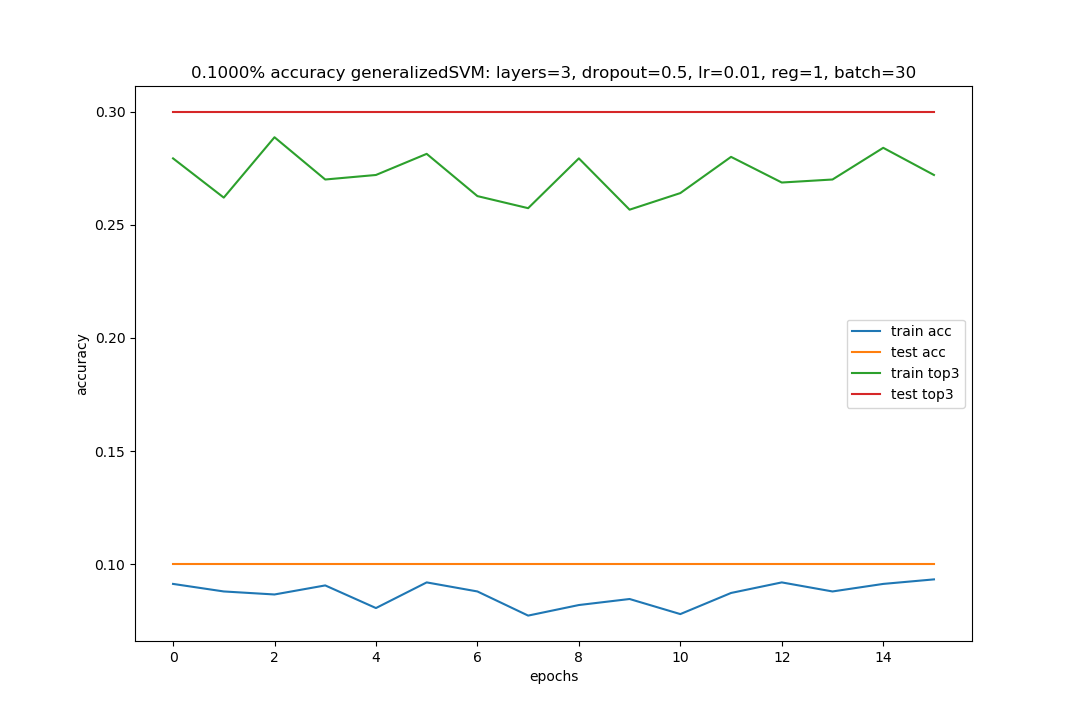 0.1000% accuracy generalizedSVM: layers=3, dropout=0.5, lr=0.01, reg=1, batch=30
0.30
0.25
0.20
0.15
0.10
accuracy
train acc
test acc
train top3
test top3
0 2 4 6 8 10 12 14
epochs